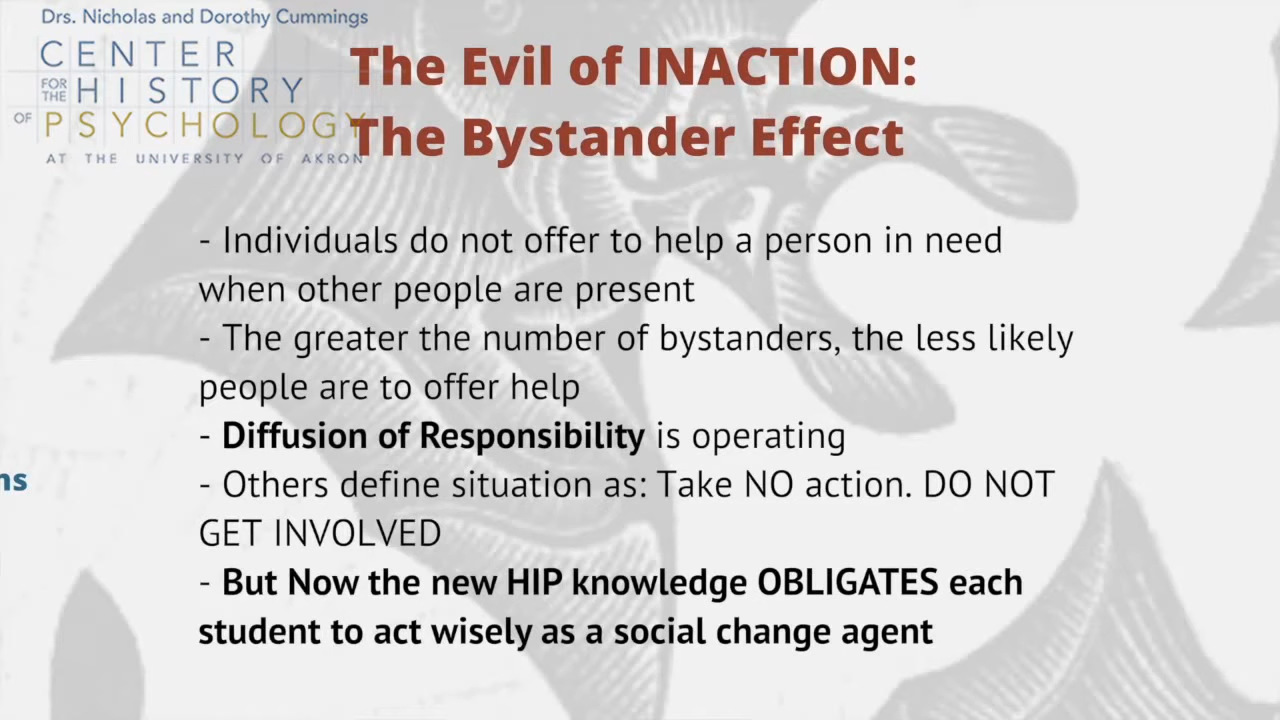 Drs. Nicholas and Dorothy Cummings
CENTER
FOR THE HISTORY
OF PSYCHOLOGY
AT THE UNIVERSITY OF AKRON
The Evil of INACTION:
The Bystander Effect
- Individuals do not offer to help a person in need
when other people are present
- The greater the number of bystanders, the less likely
people are to offer help
- Diffusion of Responsibility is operating
- Others define situation as: Take NO action. DO NOT
GET INVOLVED
- But Now the new HIP knowledge OBLIGATES each
student to act wisely as a social change agent